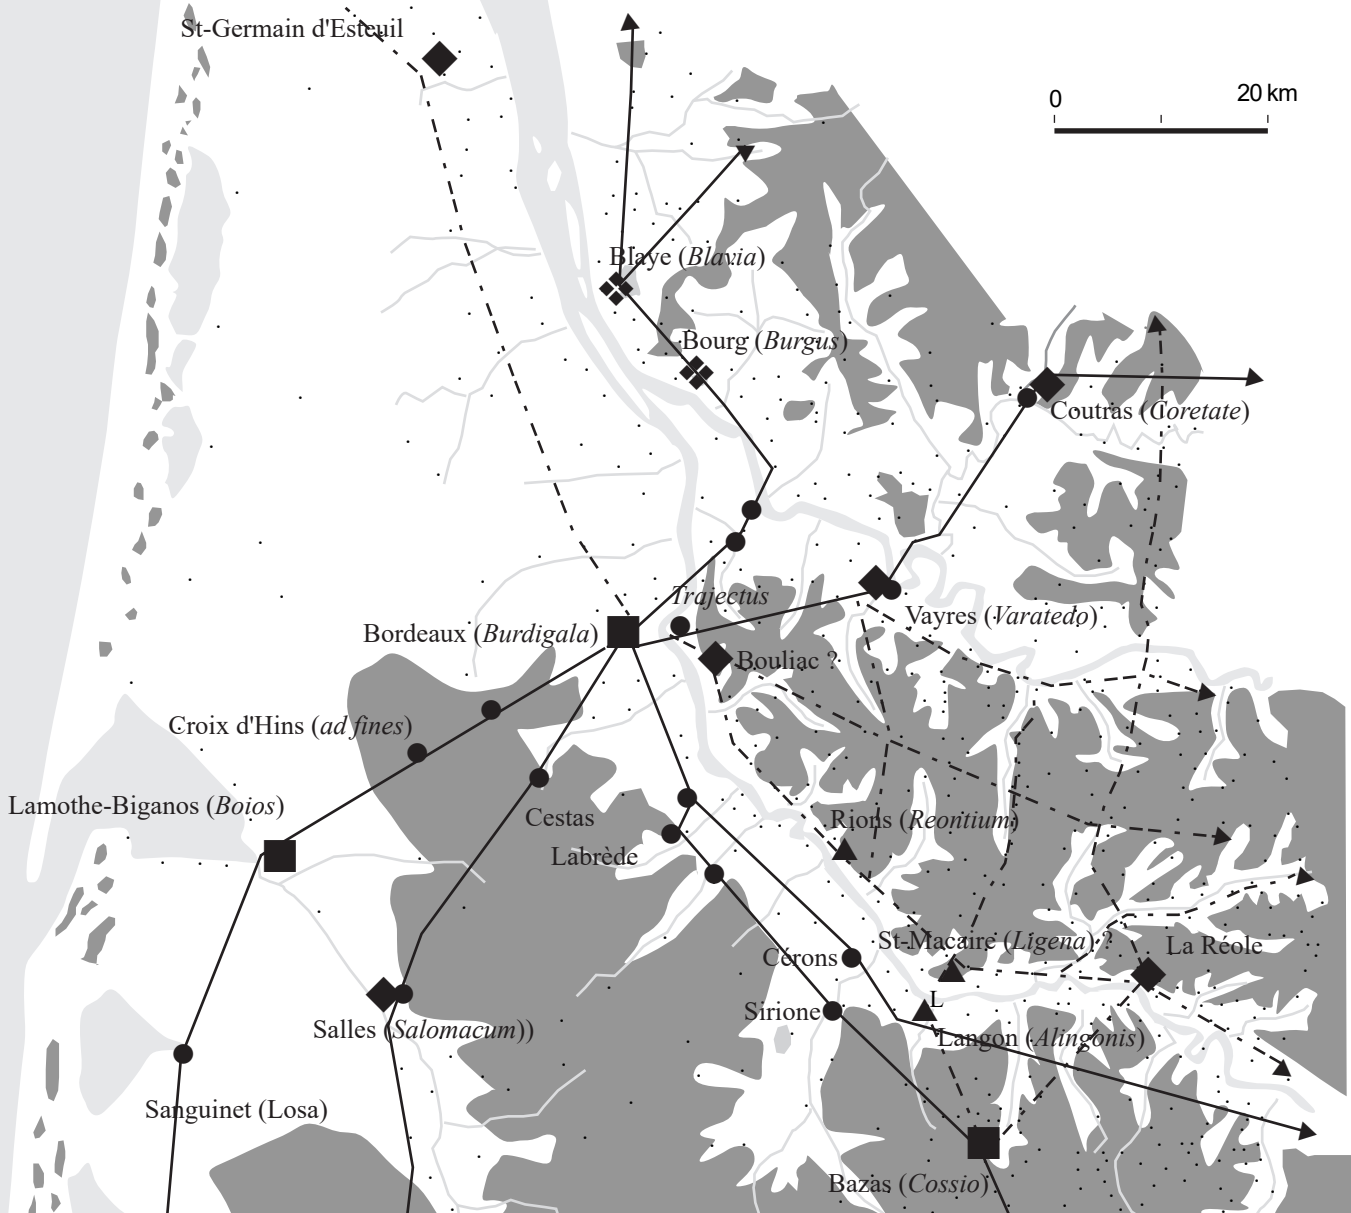 St-Germain d'Esteuil
0 20 km
Blaye (Blavia)
Bourg (Burgus)
Coutras (Coretate)
Trajectus
Vayres (Varatedo)
Bordeaux (Burdigala)
Bouliac ?
Croix d'Hins (ad fines)
Lamothe-Biganos (Boios)
Cestas
Rions (Reontium)
Labrède
St-Macaire (Ligena) ?
La Réole
Cérons
L
Sirione
Salles (Salomacum))
Langon (Alingonis)
Sanguinet (Losa)
Bazas (Cossio)